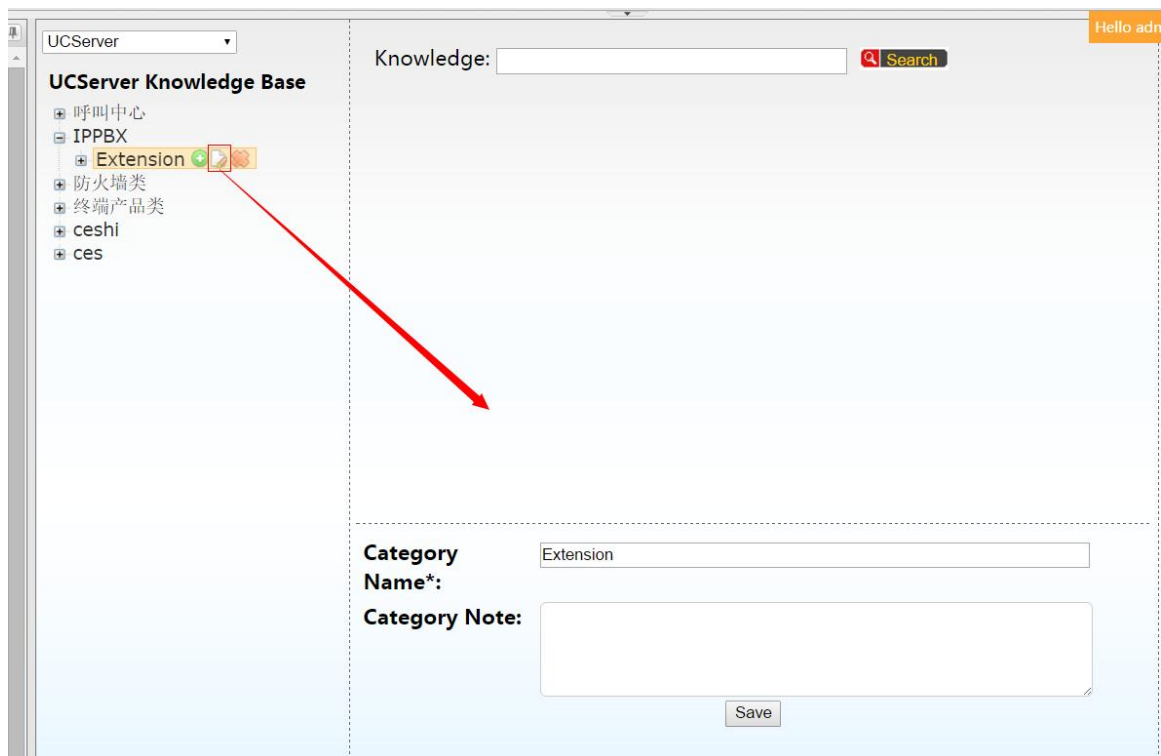 Hello adm
UCServer
Knowledge:
Search
UCServer Knowledge Base
呼叫中心
IPPBX
Extension
防火墙类
终端产品类
ceshi
ces
Category
Name*:
Extension
Category Note:
Save